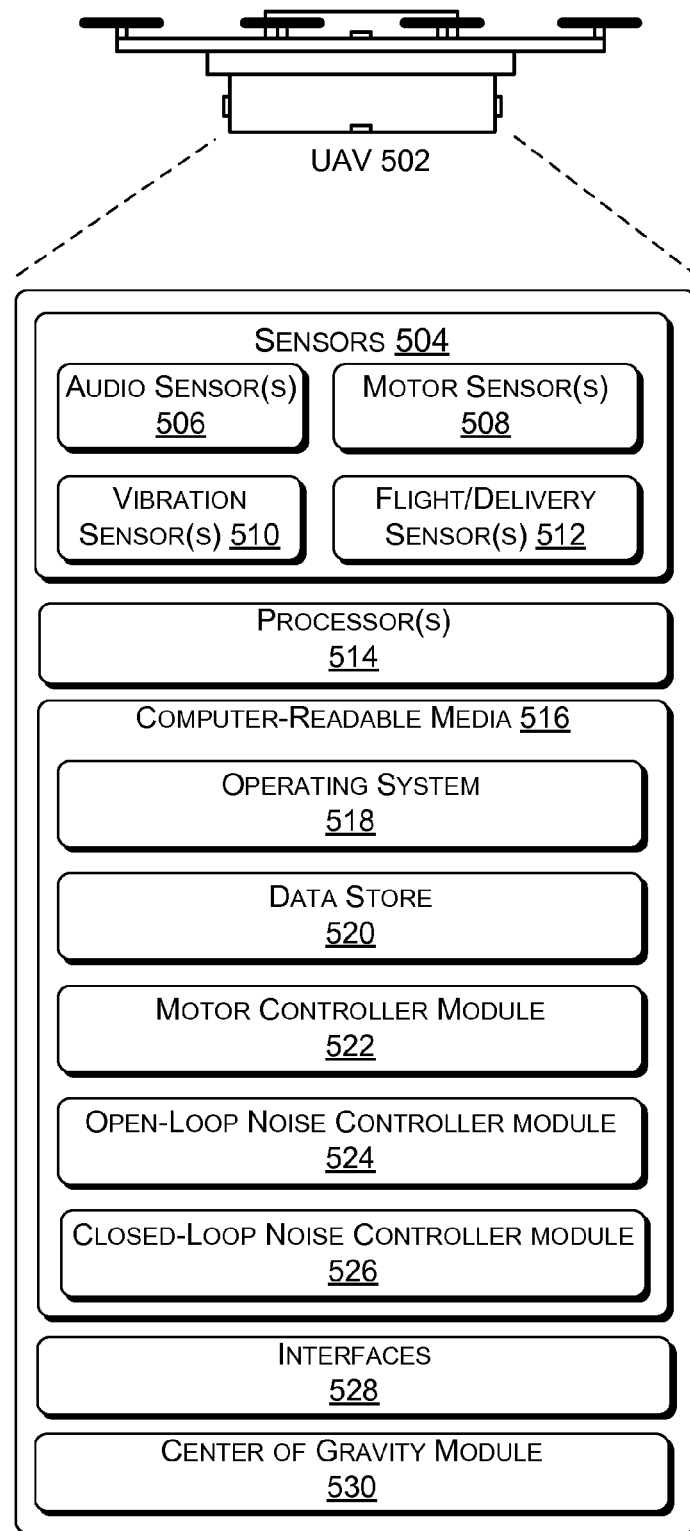 UAV 502
SENSORS 504
AUDIO SENSOR(S)
506
MOTOR SENSOR(S)
508
VIBRATION
SENSOR(S) 510
FLIGHT/DELIVERY
SENSOR(S) 512
PROCESSOR(S)
514
COMPUTER-READABLE MEDIA 516
OPERATING SYSTEM
518
DATA STORE
520
MOTOR CONTROLLER MODULE
522
OPEN-LOOP NOISE CONTROLLER MODULE
524
CLOSED-LOOP NOISE CONTROLLER MODULE
526
INTERFACES
528
CENTER OF GRAVITY MODULE
530